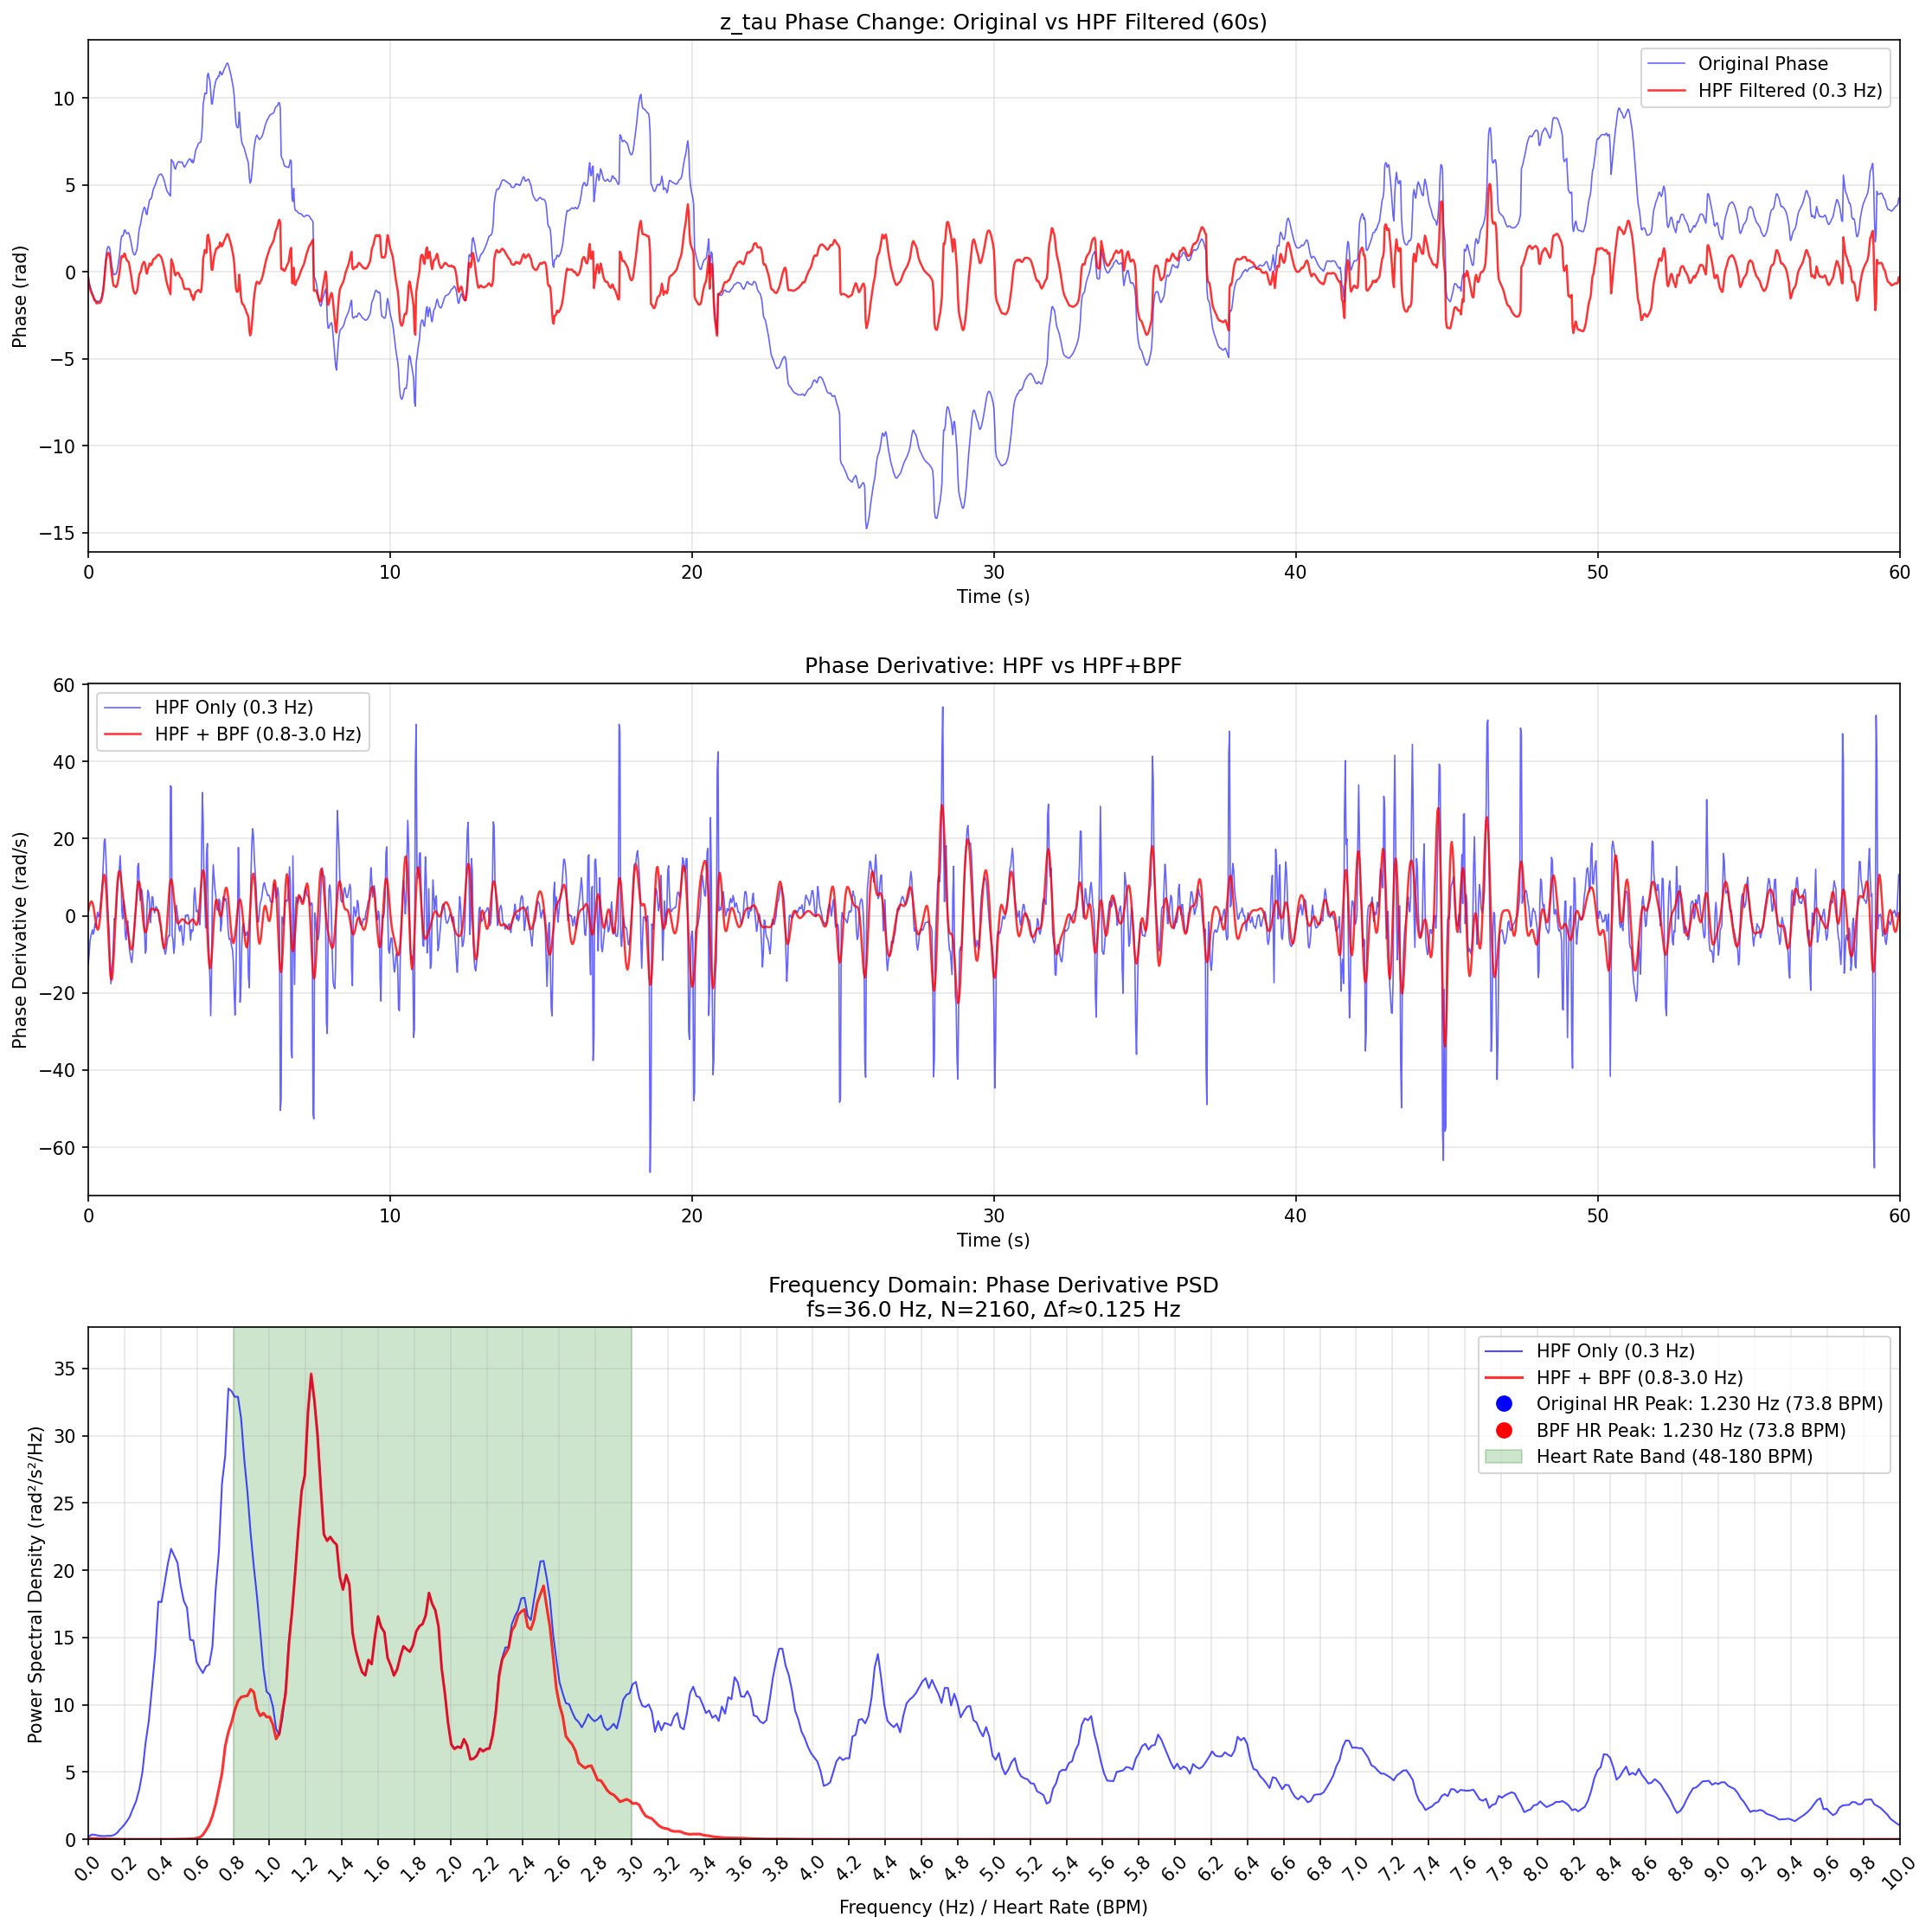 z_tau Phase Change: Original vs HPF Filtered (60s)
Original Phase
HPF Filtered (0.3 Hz)
Phase (rad)
10
5
0
−5
−10
−15
0 10 20 30 40 50 60
Time (s)
Phase Derivative: HPF vs HPF+BPF
HPF Only (0.3 Hz)
HPF + BPF (0.8-3.0 Hz)
Phase Derivative (rad/s)
60
40
20
0
−20
−40
−60
0 10 20 30 40 50 60
Time (s)
Frequency Domain: Phase Derivative PSD
fs=36.0 Hz, N=2160, Δf≈0.125 Hz
HPF Only (0.3 Hz)
HPF + BPF (0.8-3.0 Hz)
Original HR Peak: 1.230 Hz (73.8 BPM)
BPF HR Peak: 1.230 Hz (73.8 BPM)
Heart Rate Band (48-180 BPM)
Power Spectral Density (rad²/s²/Hz)
35
30
25
20
15
10
5
0
0.0 0.2 0.4 0.6 0.8 1.0 1.2 1.4 1.6 1.8 2.0 2.2 2.4 2.6 2.8 3.0 3.2 3.4 3.6 3.8 4.0 4.2 4.4 4.6 4.8 5.0 5.2 5.4 5.6 5.8 6.0 6.2 6.4 6.6 6.8 7.0 7.2 7.4 7.6 7.8 8.0 8.2 8.4 8.6 8.8 9.0 9.2 9.4 9.6 9.8 10.0
Frequency (Hz) / Heart Rate (BPM)